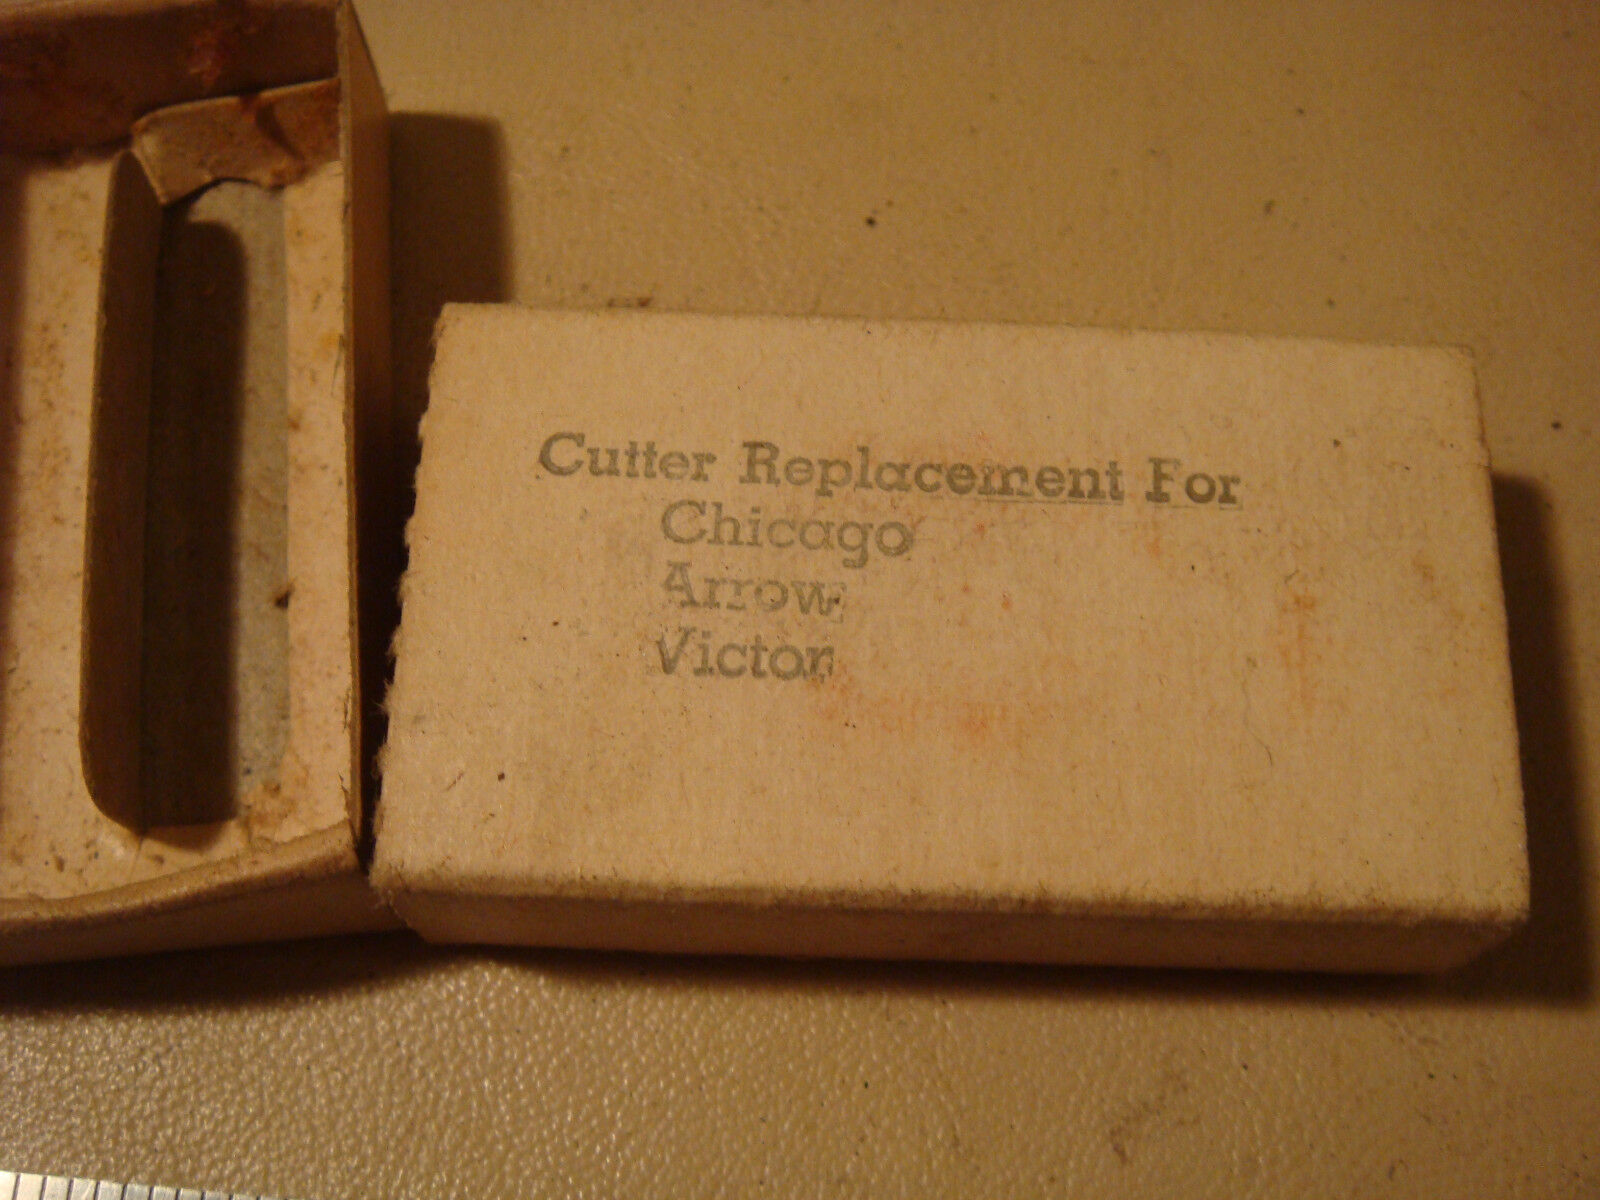 Cutter Replacement For
Chicago
Arrow
Victor